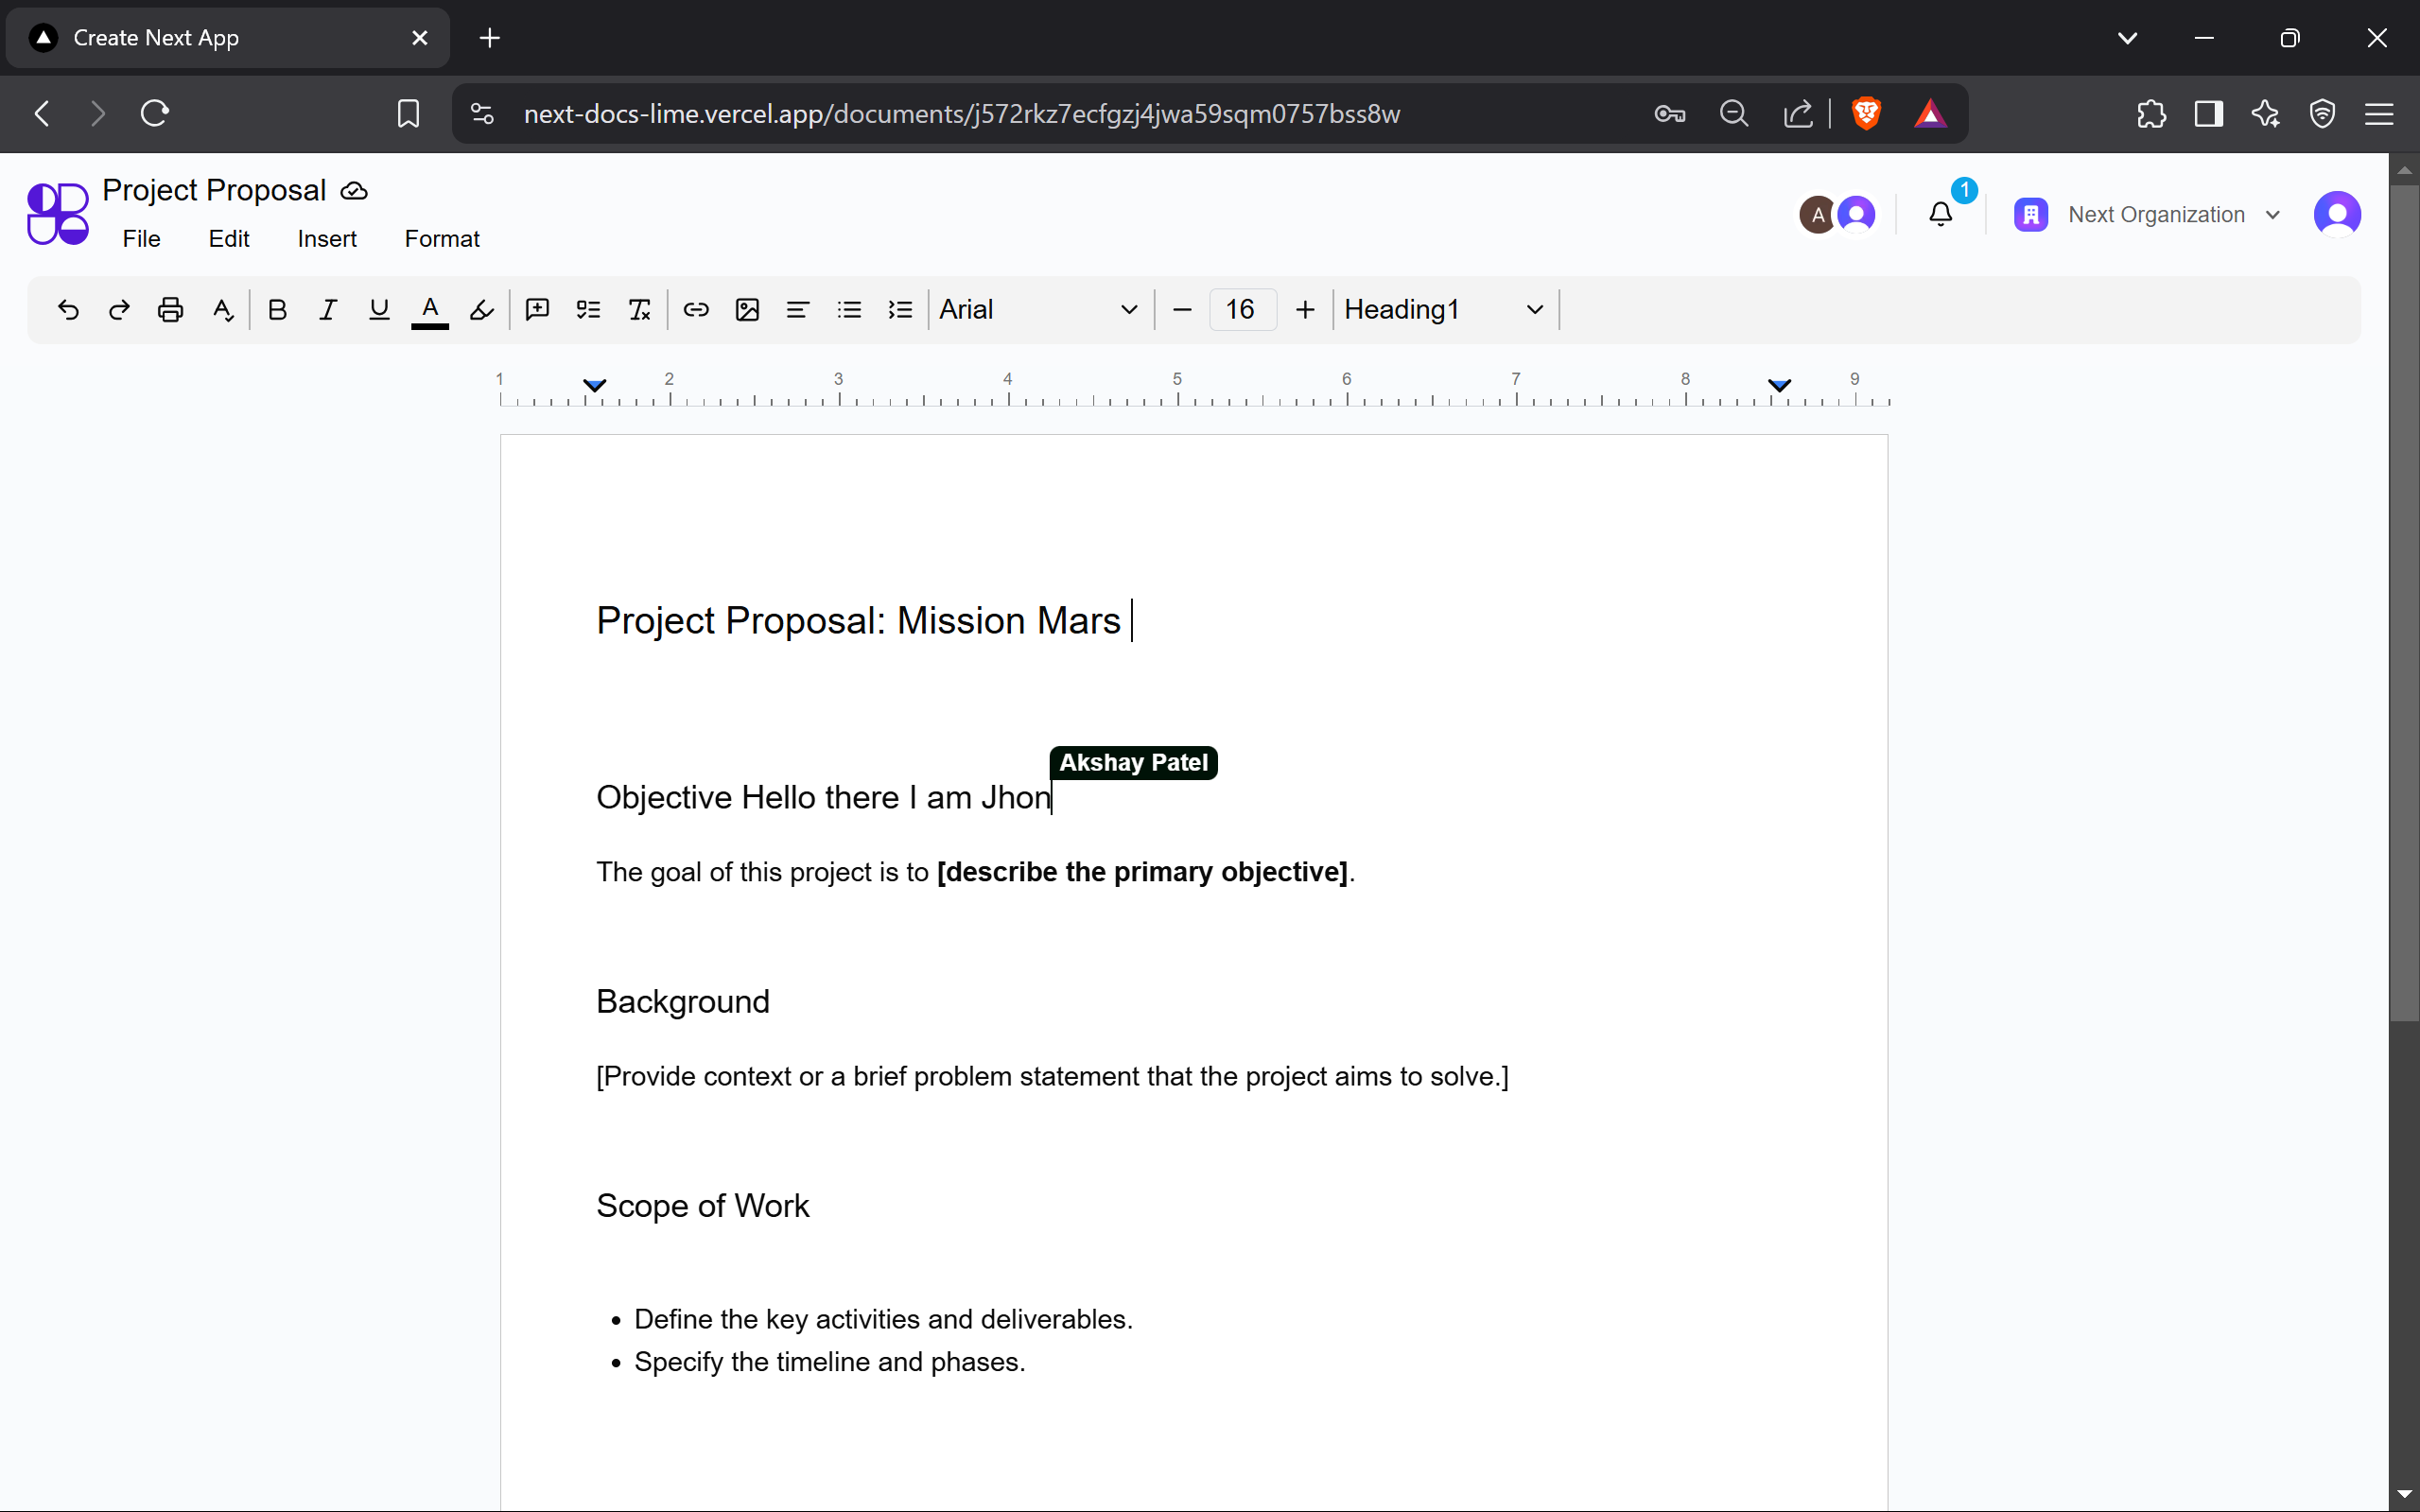 Create Next App
next-docs-lime.vercel.app/documents/j572rkz7ecfgzj4jwa59sqm0757bss8w
Project Proposal
File Edit Insert Format
A
1
Next Organization
A
Arial
16
Heading1
1 2 3 4 5 6 7 8 9
Project Proposal: Mission Mars
Akshay Patel
Objective Hello there I am Jhon
The goal of this project is to [describe the primary objective].
Background
[Provide context or a brief problem statement that the project aims to solve.]
Scope of Work
• Define the key activities and deliverables.
• Specify the timeline and phases.